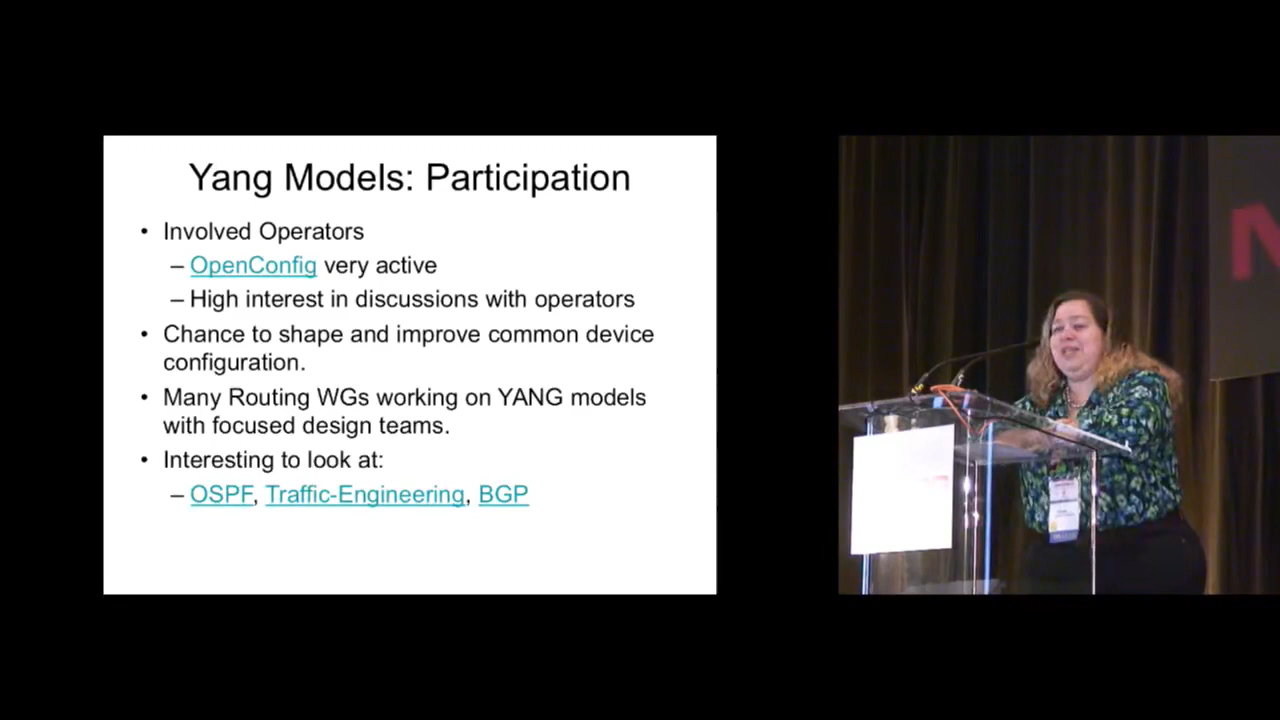 Yang Models: Participation
• Involved Operators
– OpenConfig very active
– High interest in discussions with operators
• Chance to shape and improve common device
configuration.
• Many Routing WGs working on YANG models
with focused design teams.
• Interesting to look at:
– OSPF, Traffic-Engineering, BGP
N